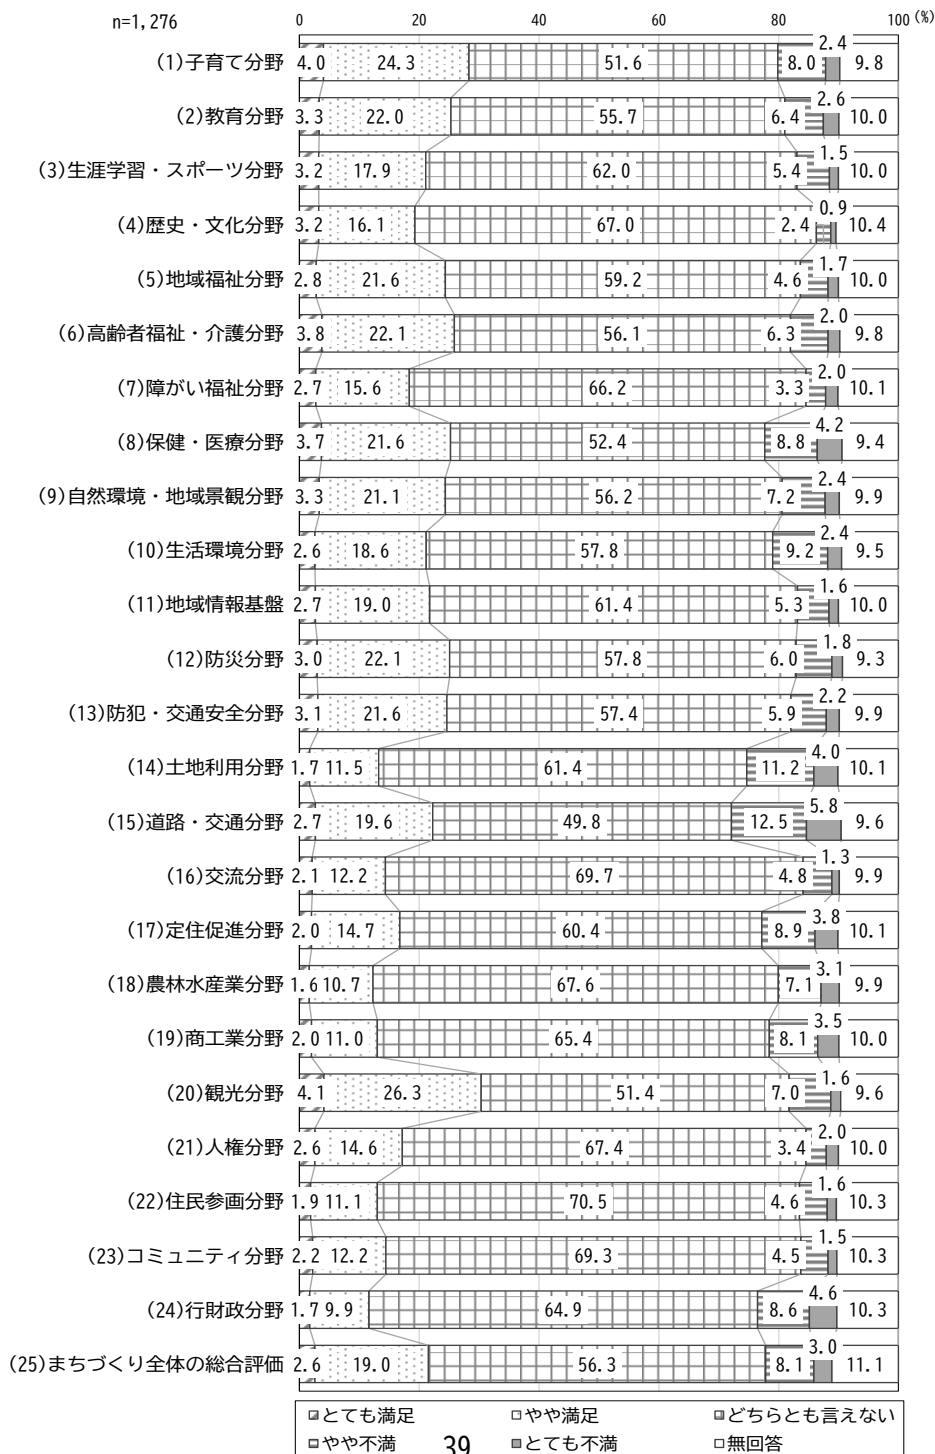 n=1,276
0 20 40 60 80 100 (%)
(1)子育て分野 4.0 24.3 51.6 8.0 2.4 9.8
(2)教育分野 3.3 22.0 55.7 6.4 2.6 10.0
(3)生涯学習・スポーツ分野 3.2 17.9 62.0 5.4 1.5 10.0
(4)歴史・文化分野 3.2 16.1 67.0 2.4 0.9 10.4
(5)地域福祉分野 2.8 21.6 59.2 4.6 1.7 10.0
(6)高齢者福祉・介護分野 3.8 22.1 56.1 6.3 2.0 9.8
(7)障がい福祉分野 2.7 15.6 66.2 3.3 2.0 10.1
(8)保健・医療分野 3.7 21.6 52.4 8.8 4.2 9.4
(9)自然環境・地域景観分野 3.3 21.1 56.2 7.2 2.4 9.9
(10)生活環境分野 2.6 18.6 57.8 9.2 2.4 9.5
(11)地域情報基盤 2.7 19.0 61.4 5.3 1.6 10.0
(12)防災分野 3.0 22.1 57.8 6.0 1.8 9.3
(13)防犯・交通安全分野 3.1 21.6 57.4 5.9 2.2 9.9
(14)土地利用分野 1.7 11.5 61.4 11.2 4.0 10.1
(15)道路・交通分野 2.7 19.6 49.8 12.5 5.8 9.6
(16)交流分野 2.1 12.2 69.7 4.8 1.3 9.9
(17)定住促進分野 2.0 14.7 60.4 8.9 3.8 10.1
(18)農林水産業分野 1.6 10.7 67.6 7.1 3.1 9.9
(19)商工業分野 2.0 11.0 65.4 8.1 3.5 10.0
(20)観光分野 4.1 26.3 51.4 7.0 1.6 9.6
(21)人権分野 2.6 14.6 67.4 3.4 2.0 10.0
(22)住民参画分野 1.9 11.1 70.5 4.6 1.6 10.3
(23)コミュニティ分野 2.2 12.2 69.3 4.5 1.5 10.3
(24)行財政分野 1.7 9.9 64.9 8.6 4.6 10.3
(25)まちづくり全体の総合評価 2.6 19.0 56.3 8.1 3.0 11.1
とても満足 やや満足 どちらとも言えない
やや不満 とても不満 無回答
39